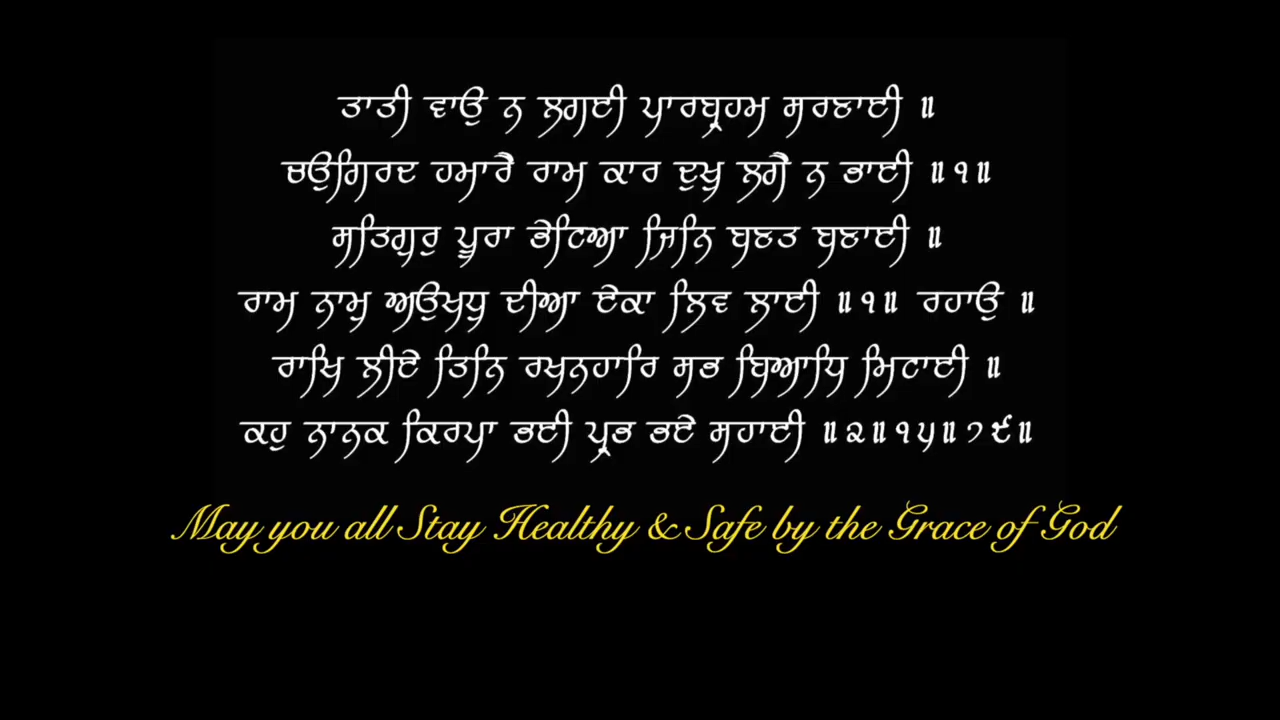 ਤਾਤੀ ਵਾਉ ਨ ਲਗਈ ਪਾਰਬ੍ਰਹਮ ਸਰਣਾਈ ॥
ਚਉਗਿਰਦ ਹਮਾਰੈ ਰਾਮ ਕਾਰ ਦੁਖੁ ਲਗੈ ਨ ਭਾਈ ॥੧॥
ਸਤਿਗੁਰੁ ਪੂਰਾ ਭੇਟਿਆ ਜਿਨਿ ਬਣਤ ਬਣਾਈ ॥
ਰਾਮ ਨਾਮੁ ਅਉਖਧੁ ਦੀਆ ਏਕਾ ਲਿਵ ਲਾਈ ॥੧॥ ਰਹਾਉ ॥
ਰਾਖਿ ਲੀਏ ਤਿਨਿ ਰਖਨਹਾਰਿ ਸਭ ਬਿਆਧਿ ਮਿਟਾਈ ॥
ਕਹੁ ਨਾਨਕ ਕਿਰਪਾ ਭਈ ਪ੍ਰਭ ਭਏ ਸਹਾਈ ॥੨॥੧੫॥੭੯॥
May you all Stay Healthy & Safe by the Grace of God